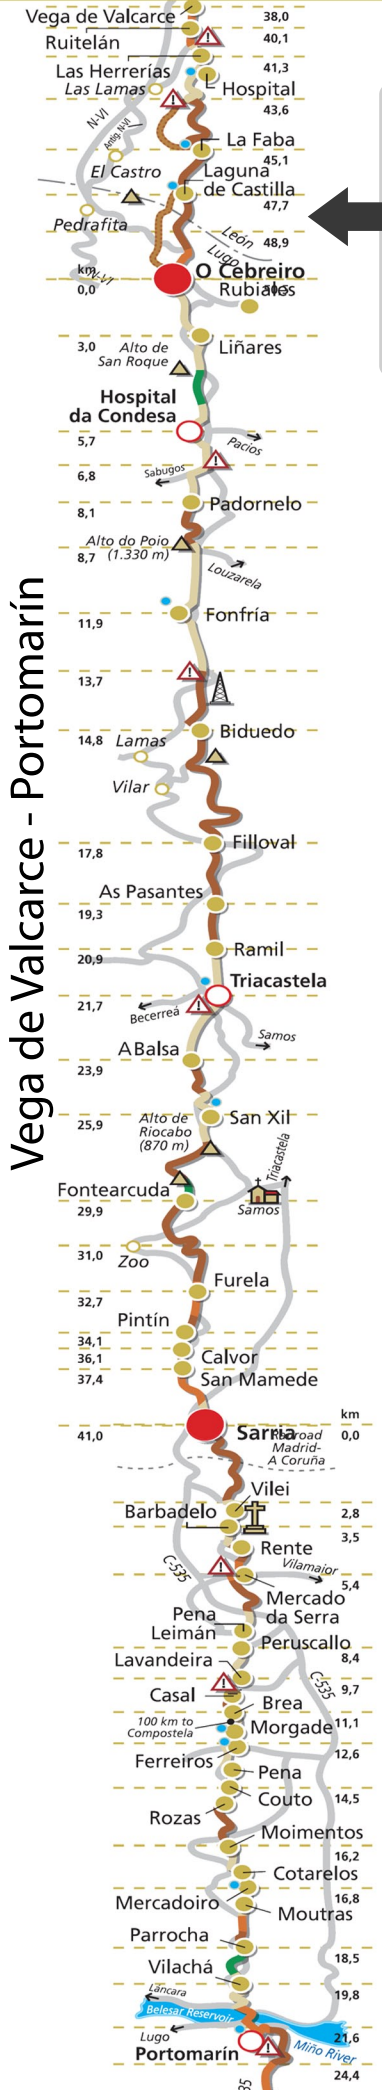 Vega de Valcarce - Portomarín
Vega de Valcarce
38,0
Ruitelán
40,1
Las Herrerías
41,3
Las Lamas
Hospital
43,6
N-VI
Antig. N-VI
La Faba
45,1
El Castro
Laguna
de Castilla
47,7
Pedrafita
León
48,9
Lugo
km
N-VI
O Cebreiro
0,0
Rubiales
3,0
Alto de
San Roque
Liñares
Hospital
da Condesa
5,7
Pacios
6,8
Sabugos
8,1
Padornelo
Alto do Poio
(1.330 m)
8,7
Louzarela
11,9
Fonfría
13,7
14,8
Lamas
Biduedo
Vilar
17,8
Filloval
As Pasantes
19,3
20,9
Ramil
Triacastela
21,7
Becerreá
Samos
A Balsa
23,9
25,9
San Xil
Alto de
Riocabo
(870 m)
Triacastela
Fontearcuda
29,9
Samos
31,0
Zoo
Furela
32,7
Pintín
34,1
36,1
Calvor
37,4
San Mamede
km
41,0
Sarria
0,0
Railroad
Madrid-
A Coruña
Vilei
Barbadelo
2,8
3,5
Rente
C-535
Vilamaior
5,4
Mercado
da Serra
Pena
Leimán
Peruscallo
8,4
Lavandeira
C-535
9,7
Casal
Brea
100 km to
Compostela
Morgade
11,1
Ferreiros
12,6
Pena
Couto
14,5
Rozas
Moimentos
16,2
Cotarelos
16,8
Mercadoiro
Moutras
Parrocha
18,5
Vilachá
19,8
Láncara
Belesar Reservoir
21,6
Lugo
Miño River
Portomarín
24,4